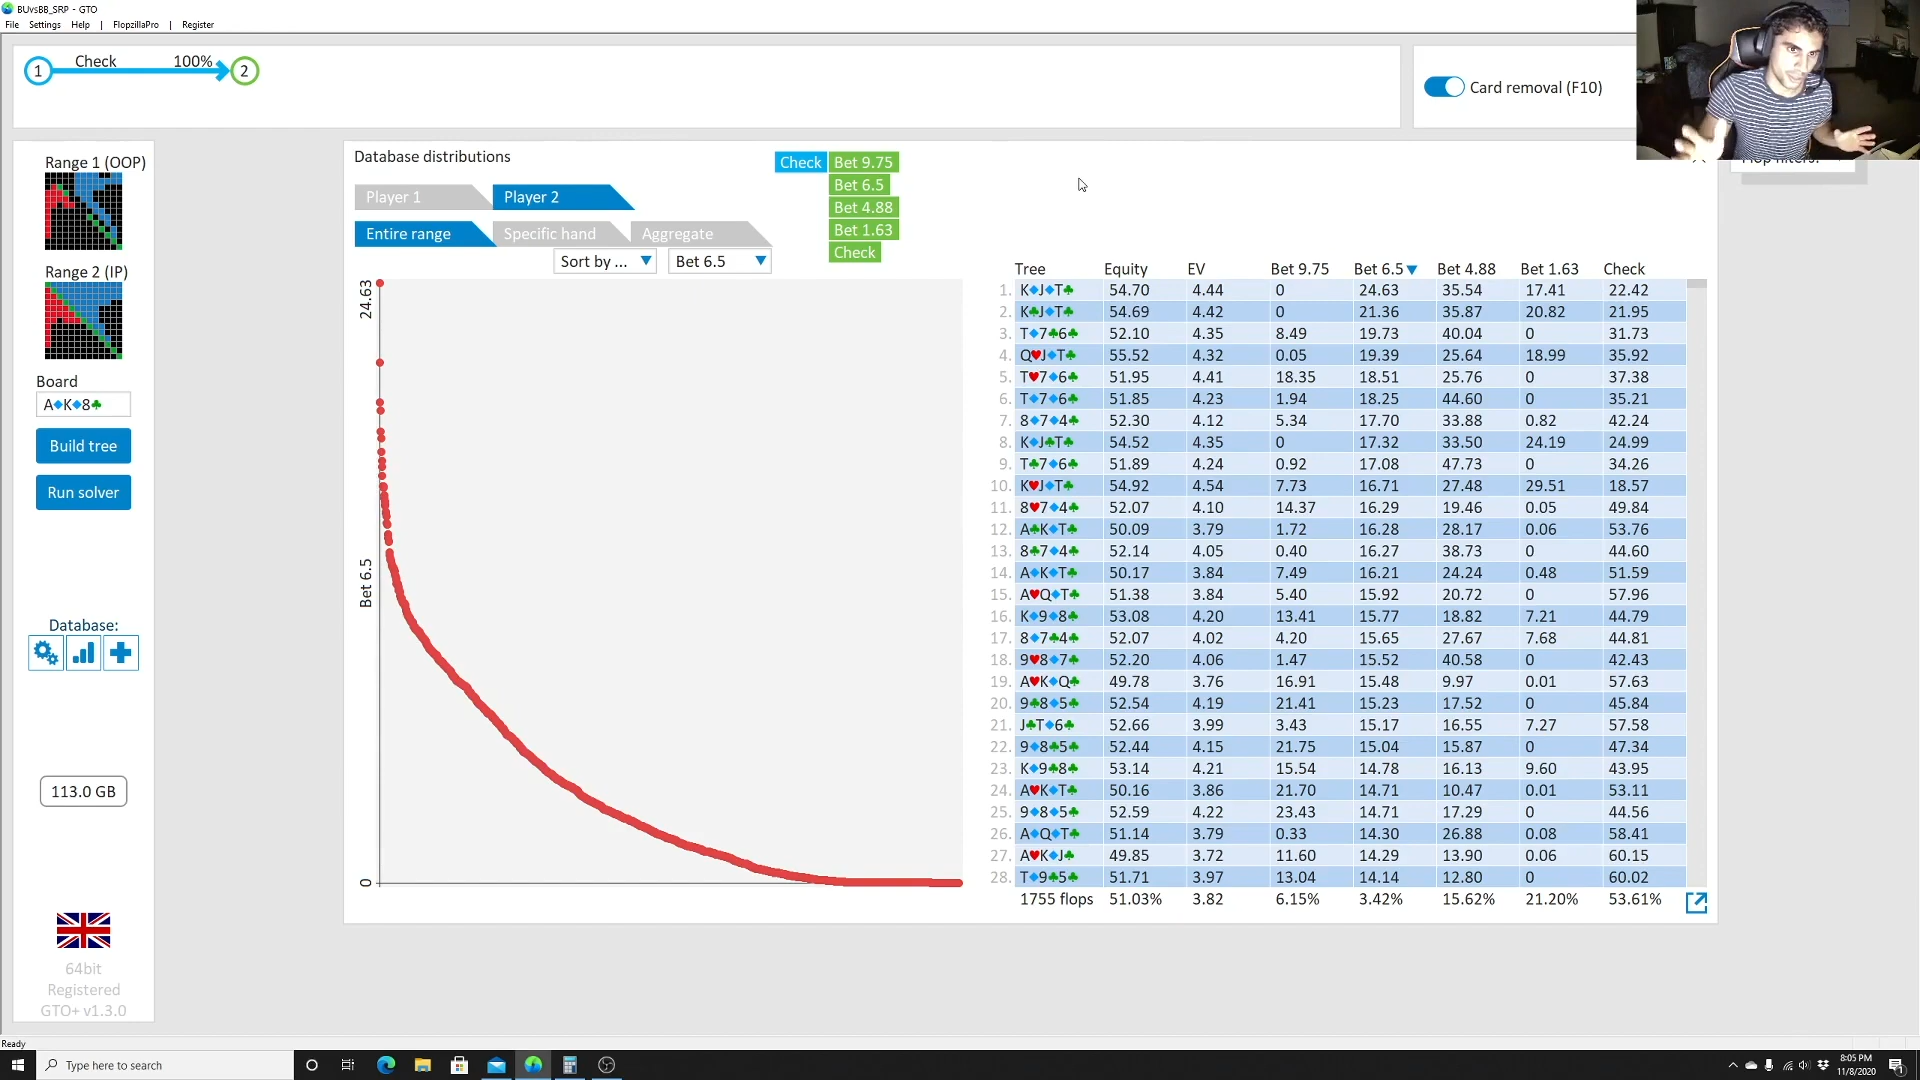 BUvsBB_SRP - GTO
File Settings Help | FlopzillaPro | Register
1 Check 100% 2
Card removal (F10)
Range 1 (OOP)
Range 2 (IP)
Board
A♦K♦8♣
Build tree
Run solver
Database:
113.0 GB
64bit
Registered
GTO+ v1.3.0
Database distributions
Player 1 Player 2
Entire range Specific hand Aggregate
Sort by ... Bet 6.5
Check Bet 9.75
Bet 6.5
Bet 4.88
Bet 1.63
Check
24.63
Bet 6.5
0
Tree Equity EV Bet 9.75 Bet 6.5 Bet 4.88 Bet 1.63 Check
1. K♦J♦T♣ 54.70 4.44 0 24.63 35.54 17.41 22.42
2. K♣J♦T♣ 54.69 4.42 0 21.36 35.87 20.82 21.95
3. T♦7♣6♣ 52.10 4.35 8.49 19.73 40.04 0 31.73
4. Q♥J♦T♣ 55.52 4.32 0.05 19.39 25.64 18.99 35.92
5. T♥7♦6♣ 51.95 4.41 18.35 18.51 25.76 0 37.38
6. T♦7♦6♣ 51.85 4.23 1.94 18.25 44.60 0 35.21
7. 8♦7♦4♣ 52.30 4.12 5.34 17.70 33.88 0.82 42.24
8. K♦J♣T♣ 54.52 4.35 0 17.32 33.50 24.19 24.99
9. T♣7♦6♣ 51.89 4.24 0.92 17.08 47.73 0 34.26
10. K♥J♦T♣ 54.92 4.54 7.73 16.71 27.48 29.51 18.57
11. 8♥7♦4♣ 52.07 4.10 14.37 16.29 19.46 0.05 49.84
12. A♣K♦T♣ 50.09 3.79 1.72 16.28 28.17 0.06 53.76
13. 8♣7♦4♣ 52.14 4.05 0.40 16.27 38.73 0 44.60
14. A♦K♦T♣ 50.17 3.84 7.49 16.21 24.24 0.48 51.59
15. A♥Q♦T♣ 51.38 3.84 5.40 15.92 20.72 0 57.96
16. K♦9♦8♣ 53.08 4.20 13.41 15.77 18.82 7.21 44.79
17. 8♦7♣4♣ 52.07 4.02 4.20 15.65 27.67 7.68 44.81
18. 9♥8♦7♣ 52.20 4.06 1.47 15.52 40.58 0 42.43
19. A♥K♦Q♣ 49.78 3.76 16.91 15.48 9.97 0.01 57.63
20. 9♣8♦5♣ 52.54 4.19 21.41 15.23 17.52 0 45.84
21. J♣T♦6♣ 52.66 3.99 3.43 15.17 16.55 7.27 57.58
22. 9♦8♣5♣ 52.44 4.15 21.75 15.04 15.87 0 47.34
23. K♦9♣8♣ 53.14 4.21 15.54 14.78 16.13 9.60 43.95
24. A♥K♦T♣ 50.16 3.86 21.70 14.71 10.47 0.01 53.11
25. 9♦8♦5♣ 52.59 4.22 23.43 14.71 17.29 0 44.56
26. A♦Q♦T♣ 51.14 3.79 0.33 14.30 26.88 0.08 58.41
27. A♥K♦J♣ 49.85 3.72 11.60 14.29 13.90 0.06 60.15
28. T♦9♣5♣ 51.71 3.97 13.04 14.14 12.80 0 60.02
1755 flops 51.03% 3.82 6.15% 3.42% 15.62% 21.20% 53.61%
Ready
Type here to search
8:05 PM
11/8/2020